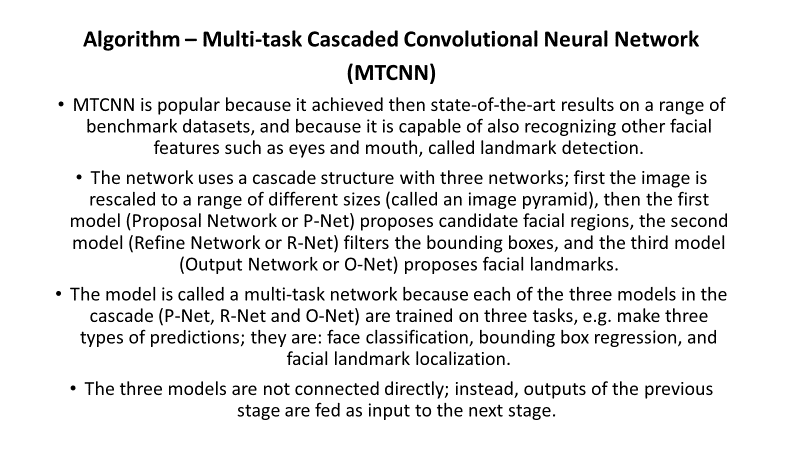 Algorithm – Multi-task Cascaded Convolutional Neural Network
(MTCNN)
• MTCNN is popular because it achieved then state-of-the-art results on a range of
benchmark datasets, and because it is capable of also recognizing other facial
features such as eyes and mouth, called landmark detection.
• The network uses a cascade structure with three networks; first the image is
rescaled to a range of different sizes (called an image pyramid), then the first
model (Proposal Network or P-Net) proposes candidate facial regions, the second
model (Refine Network or R-Net) filters the bounding boxes, and the third model
(Output Network or O-Net) proposes facial landmarks.
• The model is called a multi-task network because each of the three models in the
cascade (P-Net, R-Net and O-Net) are trained on three tasks, e.g. make three
types of predictions; they are: face classification, bounding box regression, and
facial landmark localization.
• The three models are not connected directly; instead, outputs of the previous
stage are fed as input to the next stage.